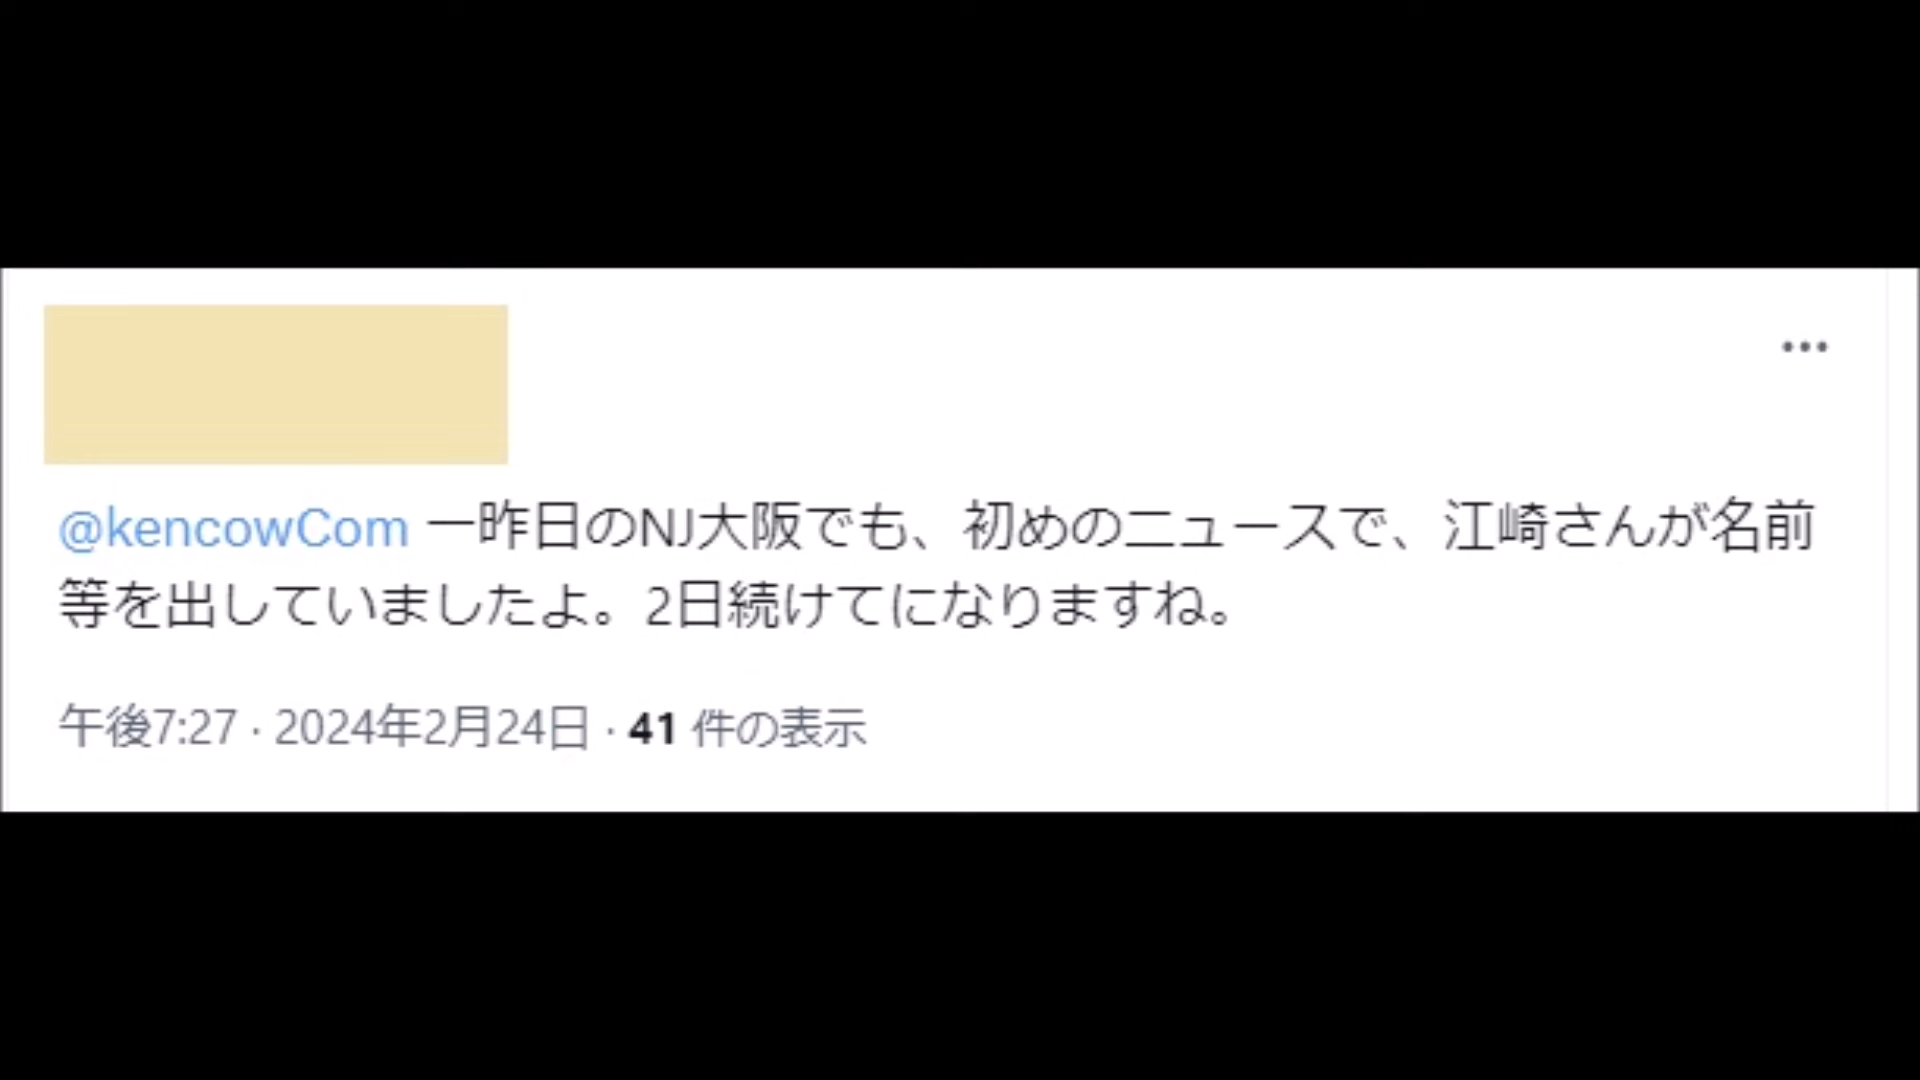 @kencowCom 一昨日のNJ大阪でも、初めのニュースで、江崎さんが名前
等を出していましたよ。2日続けてになりますね。
午後7:27 · 2024年2月24日 · 41 件の表示